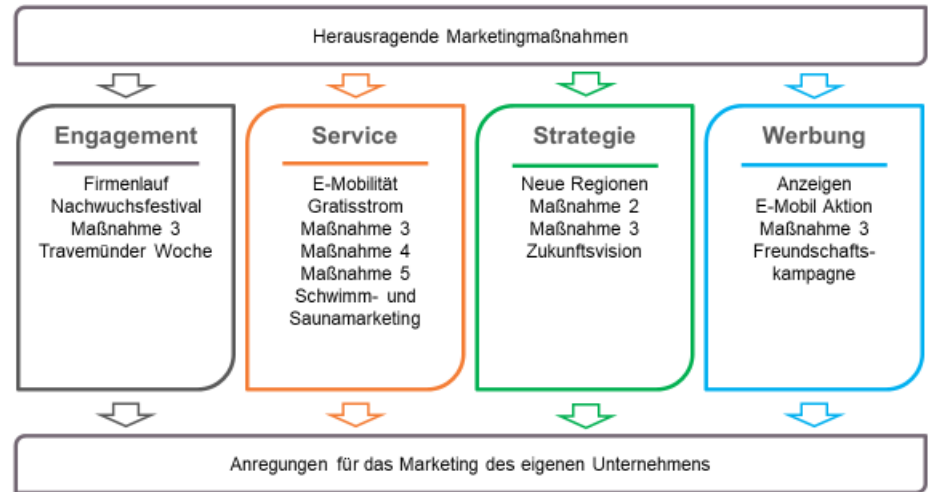 Herausragende Marketingmaßnahmen
Engagement
Firmenlauf
Nachwuchsfestival
Maßnahme 3
Travemünder Woche
Service
E-Mobilität
Gratisstrom
Maßnahme 3
Maßnahme 4
Maßnahme 5
Schwimm- und
Saunamarketing
Strategie
Neue Regionen
Maßnahme 2
Maßnahme 3
Zukunftsvision
Werbung
Anzeigen
E-Mobil Aktion
Maßnahme 3
Freundschafts-
kampagne
Anregungen für das Marketing des eigenen Unternehmens